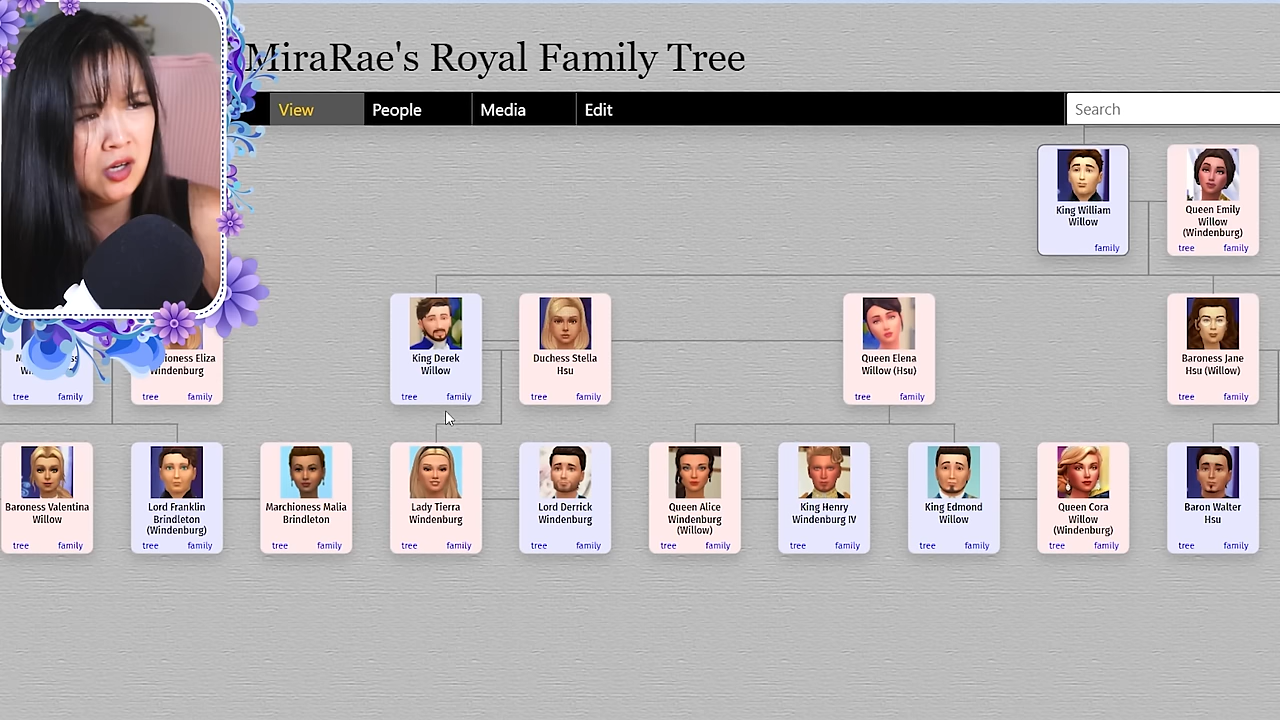 MiraRae's Royal Family Tree
View
People
Media
Edit
Search
King William
Willow
family
Queen Emily
Willow
(Windenburg)
tree
family
Eliza
Windenburg
tree
family
tree
family
King Derek
Willow
tree
family
Duchess Stella
Hsu
tree
family
Queen Elena
Willow (Hsu)
tree
family
Baroness Jane
Hsu (Willow)
tree
family
Baroness Valentina
Willow
tree
family
Lord Franklin
Brindleton
(Windenburg)
tree
family
Marchioness Malia
Brindleton
tree
family
Lady Tierra
Windenburg
tree
family
Lord Derrick
Windenburg
tree
family
Queen Alice
Windenburg
(Willow)
tree
family
King Henry
Windenburg IV
tree
family
King Edmond
Willow
tree
family
Queen Cora
Willow
(Windenburg)
tree
family
Baron Walter
Hsu
tree
family